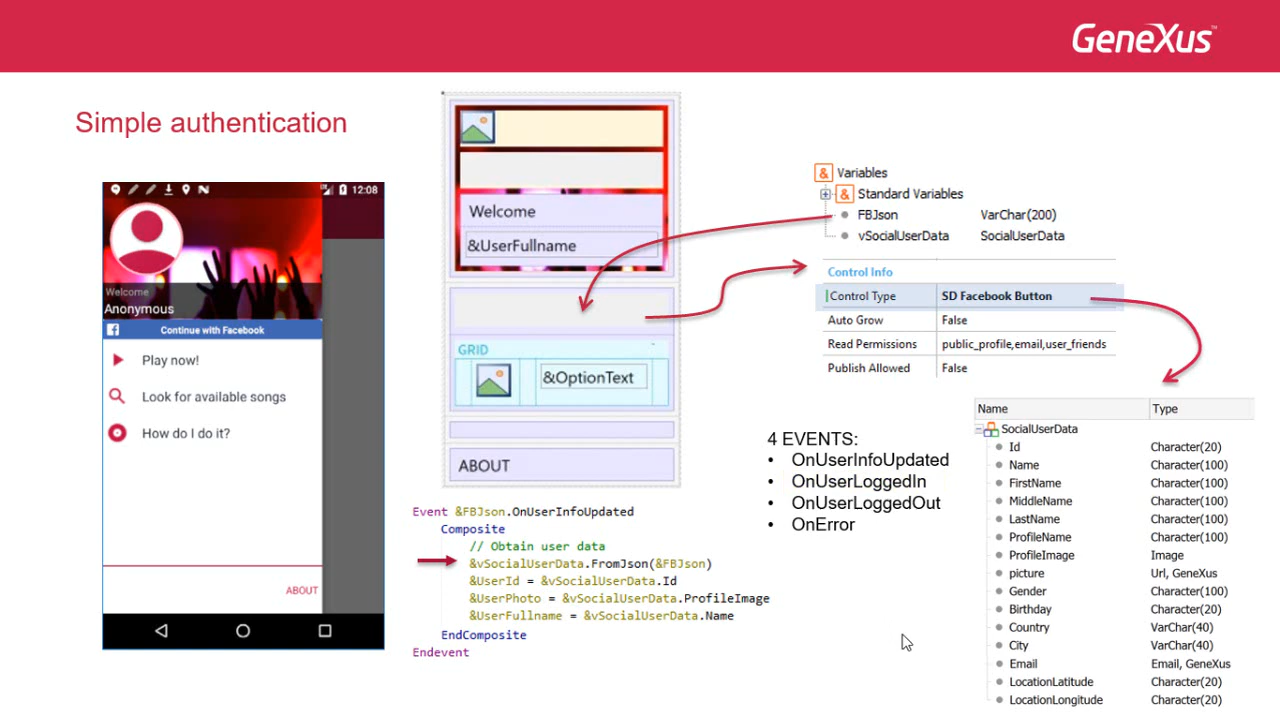 GeneXus™
Simple authentication
12:08
Welcome
Anonymous
Continue with Facebook
Play now!
Look for available songs
How do I do it?
ABOUT
Welcome
&UserFullname
GRID
&OptionText
ABOUT
Variables
Standard Variables
FBJson VarChar(200)
vSocialUserData SocialUserData
Control Info
Control Type SD Facebook Button
Auto Grow False
Read Permissions public_profile,email,user_friends
Publish Allowed False
4 EVENTS:
• OnUserInfoUpdated
• OnUserLoggedIn
• OnUserLoggedOut
• OnError
Event &FBJson.OnUserInfoUpdated
Composite
// Obtain user data
&vSocialUserData.FromJson(&FBJson)
&UserId = &vSocialUserData.Id
&UserPhoto = &vSocialUserData.ProfileImage
&UserFullname = &vSocialUserData.Name
EndComposite
Endevent
Name Type
SocialUserData
Id Character(20)
Name Character(100)
FirstName Character(100)
MiddleName Character(100)
LastName Character(100)
ProfileName Character(100)
ProfileImage Image
picture Url, GeneXus
Gender Character(100)
Birthday Character(20)
Country VarChar(40)
City VarChar(40)
Email Email, GeneXus
LocationLatitude Character(20)
LocationLongitude Character(20)